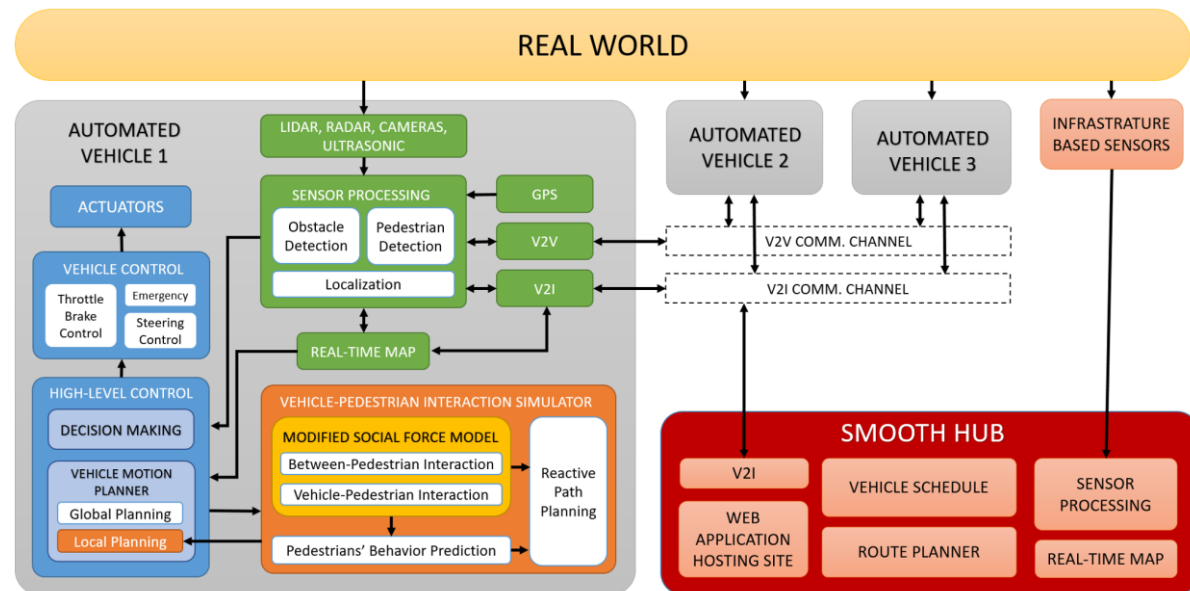 REAL WORLD
AUTOMATED
VEHICLE 1
LIDAR, RADAR, CAMERAS,
ULTRASONIC
SENSOR PROCESSING
Obstacle
Detection
Pedestrian
Detection
Localization
GPS
V2V
V2I
REAL-TIME MAP
ACTUATORS
VEHICLE CONTROL
Throttle
Brake
Control
Emergency
Steering
Control
HIGH-LEVEL CONTROL
DECISION MAKING
VEHICLE MOTION
PLANNER
Global Planning
Local Planning
VEHICLE-PEDESTRIAN INTERACTION SIMULATOR
MODIFIED SOCIAL FORCE MODEL
Between-Pedestrian Interaction
Vehicle-Pedestrian Interaction
Pedestrians' Behavior Prediction
Reactive
Path
Planning
AUTOMATED
VEHICLE 2
AUTOMATED
VEHICLE 3
INFRASTRATURE
BASED SENSORS
V2V COMM. CHANNEL
V2I COMM. CHANNEL
SMOOTH HUB
V2I
WEB
APPLICATION
HOSTING SITE
VEHICLE SCHEDULE
ROUTE PLANNER
SENSOR
PROCESSING
REAL-TIME MAP